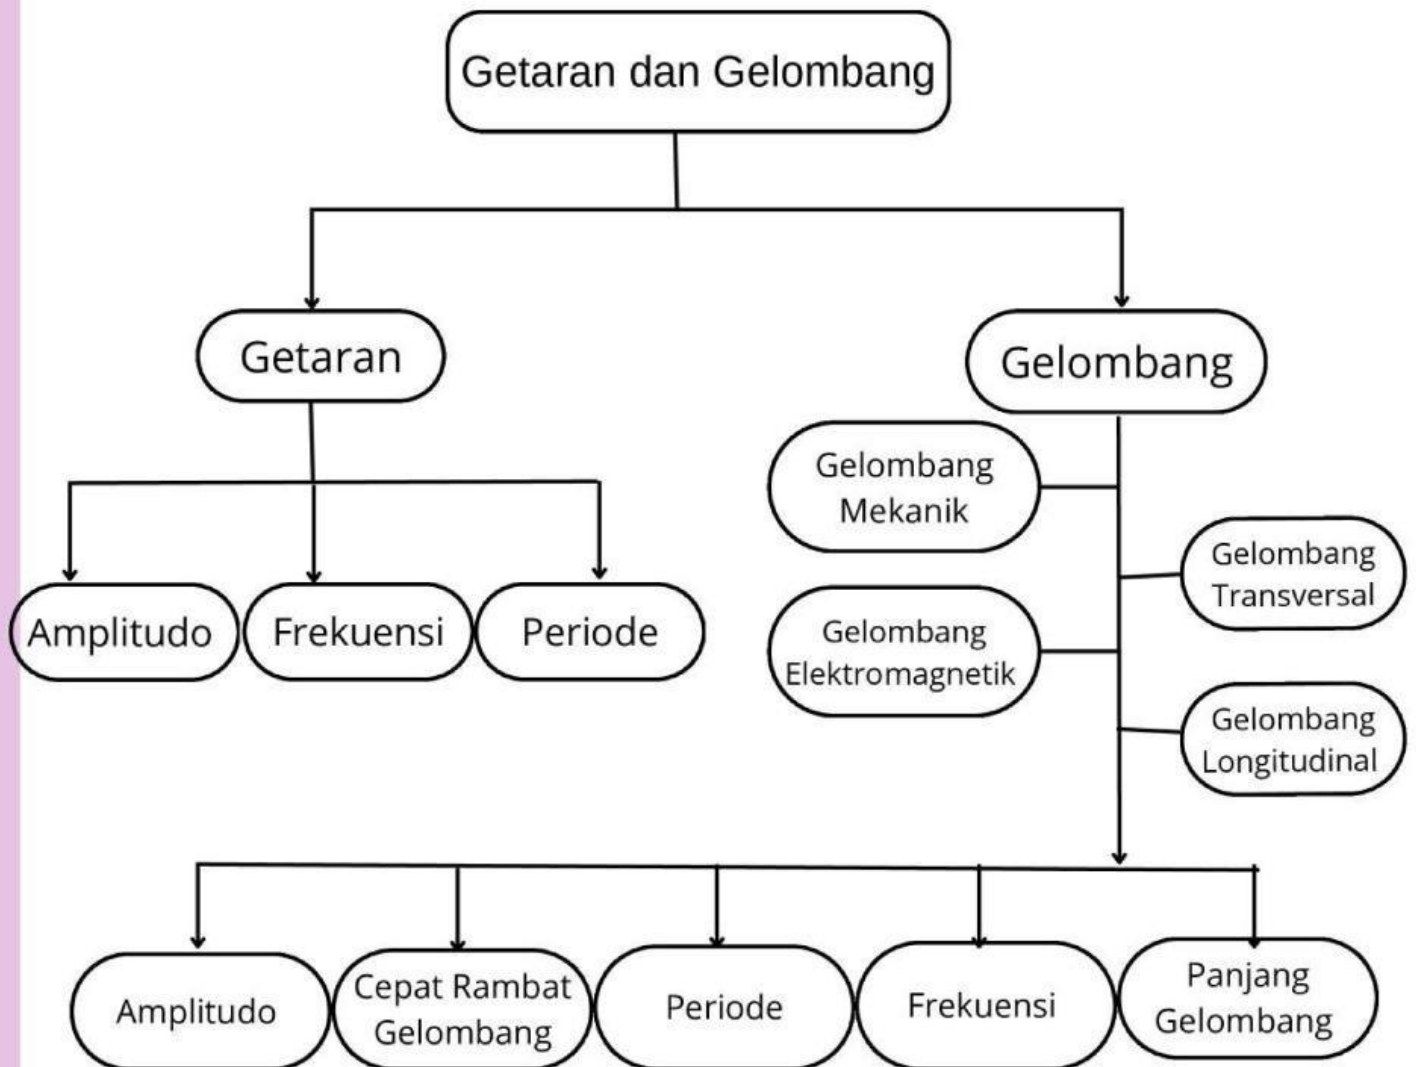 Getaran dan Gelombang
Getaran
Gelombang
Gelombang
Mekanik
Gelombang
Transversal
Amplitudo
Frekuensi
Periode
Gelombang
Elektromagnetik
Gelombang
Longitudinal
Amplitudo
Cepat Rambat
Gelombang
Periode
Frekuensi
Panjang
Gelombang